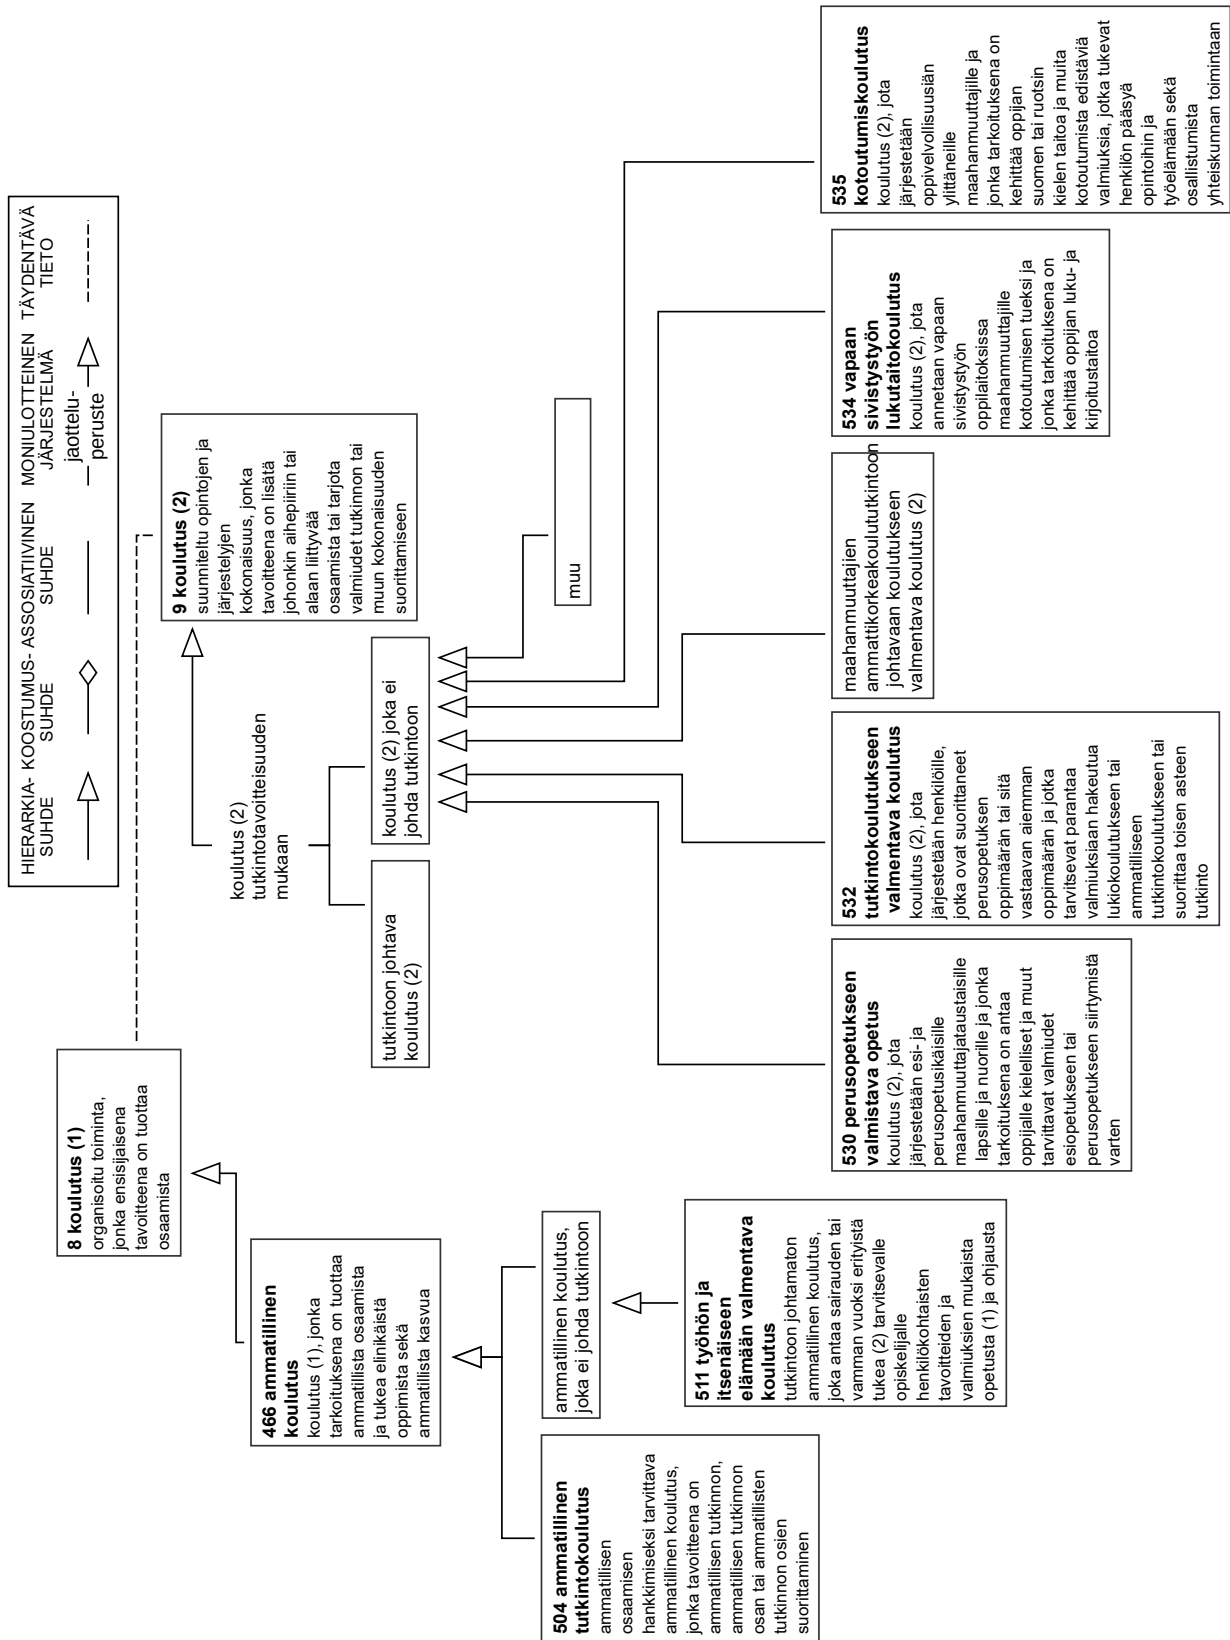 HIERARKIA- KOOSTUMUS- ASSOSIATIIVINEN MONIULOTTEINEN TÄYDENTÄVÄ
SUHDE SUHDE SUHDE JÄRJESTELMÄ TIETO
jaottelu-
peruste
8 koulutus (1)
organisoitu toiminta,
jonka ensisijaisena
tavoitteena on tuottaa
osaamista
9 koulutus (2)
suunniteltu opintojen ja
järjestelyjen
kokonaisuus, jonka
tavoitteena on lisätä
johonkin aihepiiriin tai
alaan liittyvää
osaamista tai tarjota
valmiudet tutkinnon tai
muun kokonaisuuden
suorittamiseen
466 ammatillinen
koulutus
koulutus (1), jonka
tarkoituksena on tuottaa
ammatillista osaamista
ja tukea elinikäistä
oppimista sekä
ammatillista kasvua
koulutus (2)
tutkintotavoitteisuuden
mukaan
tutkintoon johtava
koulutus (2)
koulutus (2) joka ei
johda tutkintoon
504 ammatillinen
tutkintokoulutus
ammatillisen
osaamisen
hankkimiseksi tarvittava
ammatillinen koulutus,
jonka tavoitteena on
ammatillisen tutkinnon,
ammatillisen tutkinnon
osan tai ammatillisten
tutkinnon osien
suorittaminen
ammatillinen koulutus,
joka ei johda tutkintoon
muu
511 työhön ja
itsenäiseen
elämään valmentava
koulutus
tutkintoon johtamaton
ammatillinen koulutus,
joka antaa sairauden tai
vamman vuoksi erityistä
tukea (2) tarvitsevalle
opiskelijalle
henkilökohtaisten
tavoitteiden ja
valmiuksien mukaista
opetusta (1) ja ohjausta
530 perusopetukseen
valmistava opetus
koulutus (2), jota
järjestetään esi- ja
perusopetusikäisille
maahanmuuttajataustaisille
lapsille ja nuorille ja jonka
tarkoituksena on antaa
oppijalle kielelliset ja muut
tarvittavat valmiudet
esiopetukseen tai
perusopetukseen siirtymistä
varten
532
tutkintokoulutukseen
valmentava koulutus
koulutus (2), jota
järjestetään henkilöille,
jotka ovat suorittaneet
perusopetuksen
oppimäärän tai sitä
vastaavan aiemman
oppimäärän ja jotka
tarvitsevat parantaa
valmiuksiaan hakeutua
lukiokoulutukseen tai
ammatilliseen
tutkintokoulutukseen tai
suorittaa toisen asteen
tutkinto
maahanmuuttajien
ammattikorkeakoulututkintoon
johtavaan koulutukseen
valmentava koulutus (2)
534 vapaan
sivistystyön
lukutaitokoulutus
koulutus (2), jota
annetaan vapaan
sivistystyön
oppilaitoksissa
maahanmuuttajille
kotoutumisen tueksi ja
jonka tarkoituksena on
kehittää oppijan luku- ja
kirjoitustaitoa
535
kotoutumiskoulutus
koulutus (2), jota
järjestetään
oppivelvollisuusiän
ylittäneille
maahanmuuttajille ja
jonka tarkoituksena on
kehittää oppijan
suomen tai ruotsin
kielen taitoa ja muita
kotoutumista edistäviä
valmiuksia, jotka tukevat
henkilön pääsyä
opintoihin ja
työelämään sekä
osallistumista
yhteiskunnan toimintaan